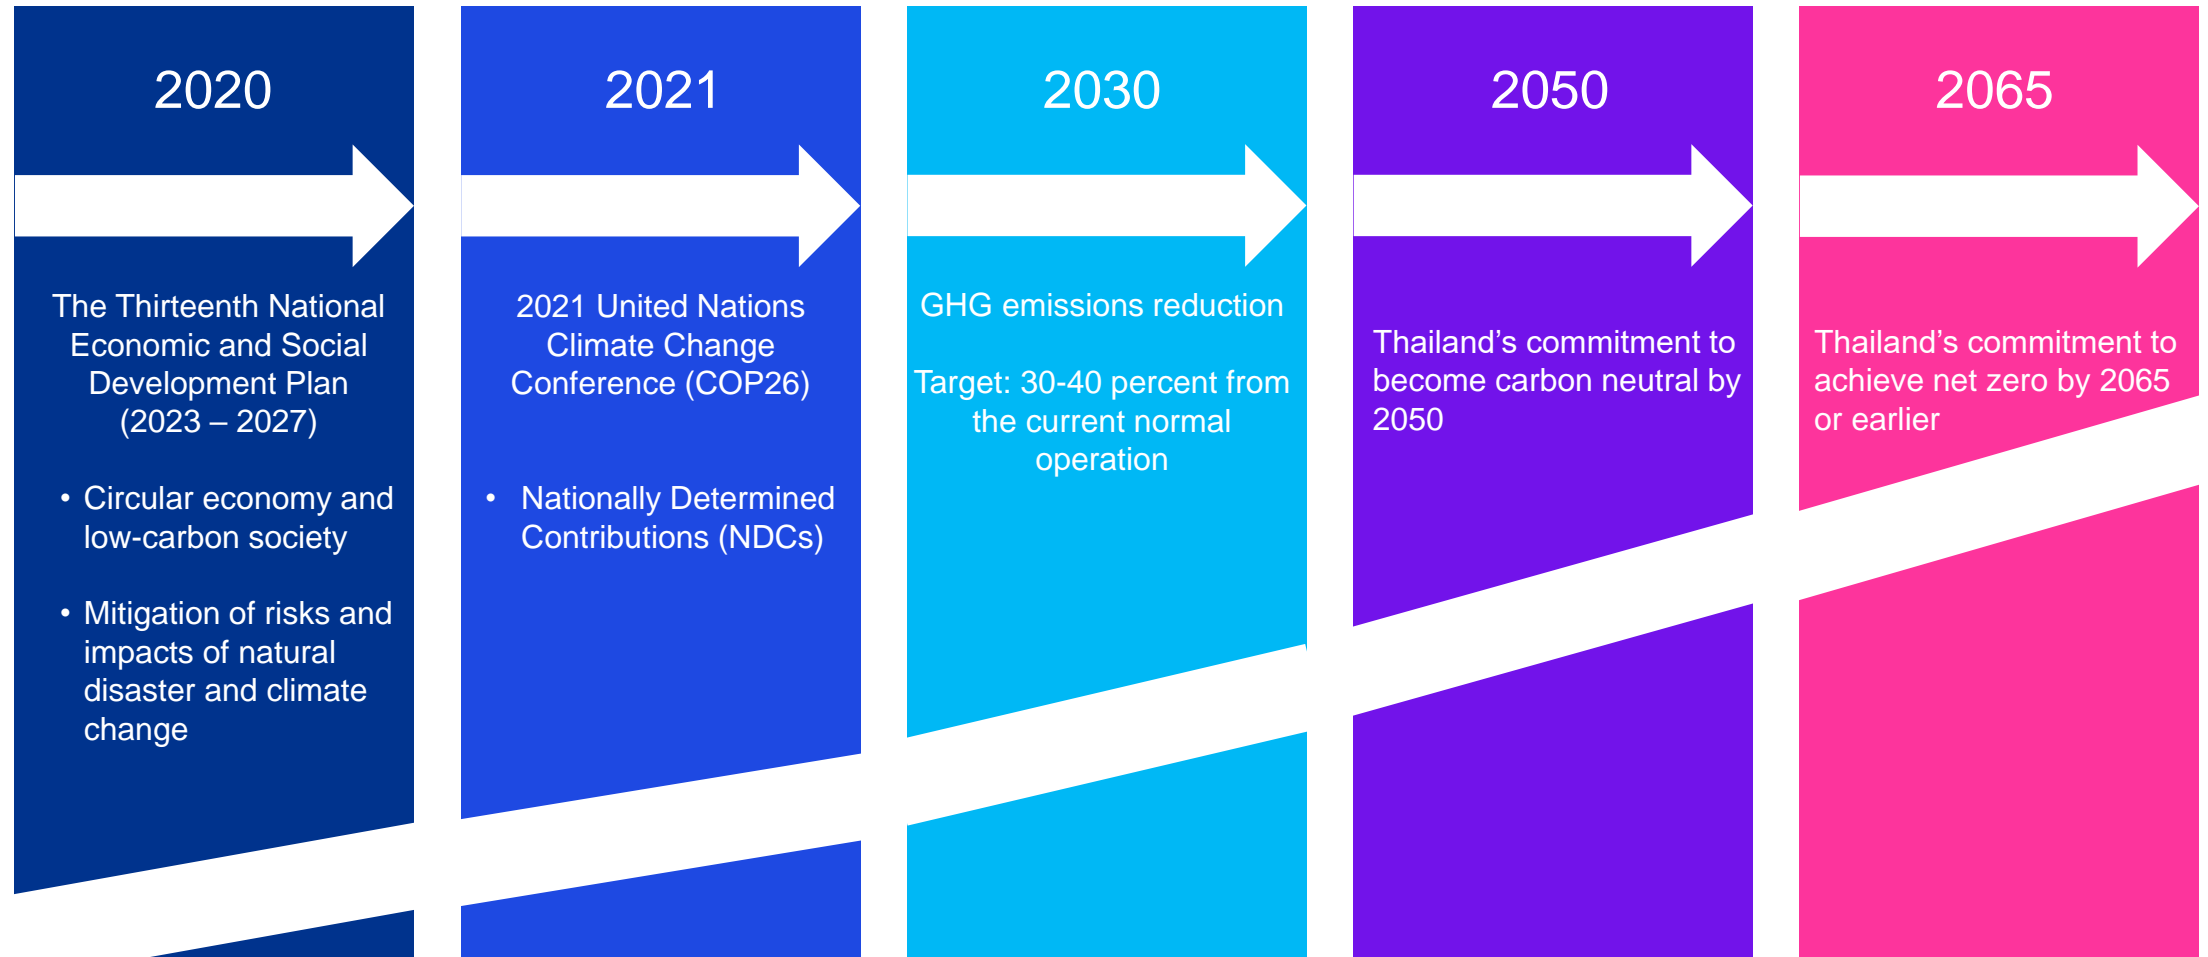 2020
The Thirteenth National
Economic and Social
Development Plan
(2023 – 2027)
• Circular economy and
low-carbon society
• Mitigation of risks and
impacts of natural
disaster and climate
change
2021
2021 United Nations
Climate Change
Conference (COP26)
• Nationally Determined
Contributions (NDCs)
2030
GHG emissions reduction
Target: 30-40 percent from
the current normal
operation
2050
Thailand’s commitment to
become carbon neutral by
2050
2065
Thailand’s commitment to
achieve net zero by 2065
or earlier